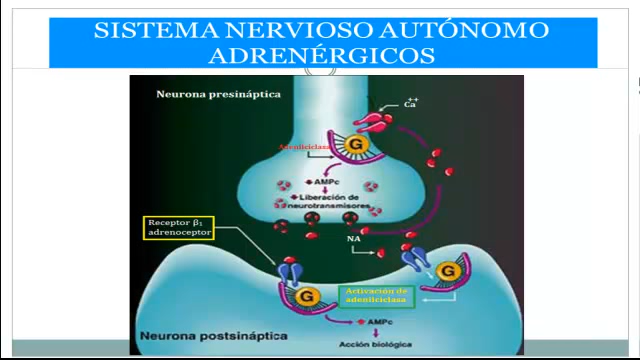 SISTEMA NERVIOSO AUTÓNOMO
ADRENÉRGICOS
Neurona presináptica
Ca++
Adenilciclasa
G
AMPc
Liberación de
neurotransmisores
Receptor β1
adrenoceptor
NA
G
Activación de
adenilciclasa
G
AMPc
Neurona postsináptica
Acción biológica